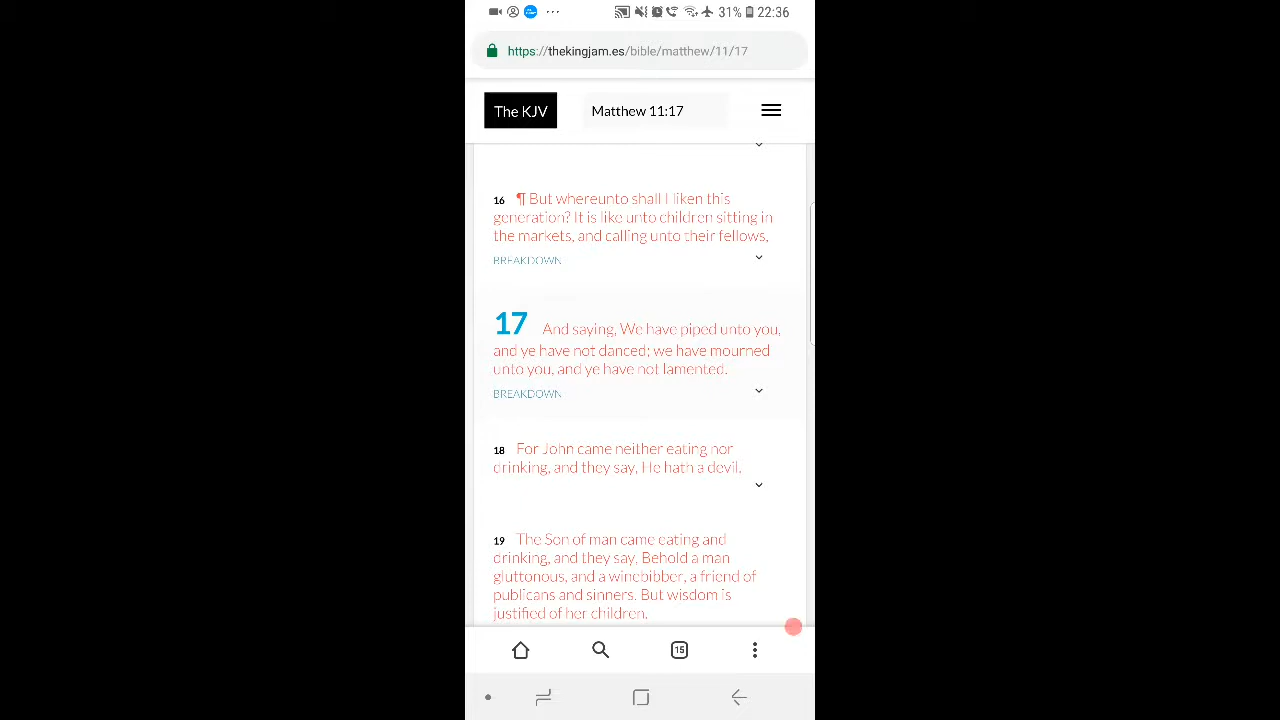 31% 22:36
https://thekingjam.es/bible/matthew/11/17
The KJV Matthew 11:17
16 ¶ But whereunto shall I liken this
generation? It is like unto children sitting in
the markets, and calling unto their fellows,
BREAKDOWN
17 And saying, We have piped unto you,
and ye have not danced; we have mourned
unto you, and ye have not lamented.
BREAKDOWN
18 For John came neither eating nor
drinking, and they say, He hath a devil.
19 The Son of man came eating and
drinking, and they say, Behold a man
gluttonous, and a winebibber, a friend of
publicans and sinners. But wisdom is
justified of her children.
15